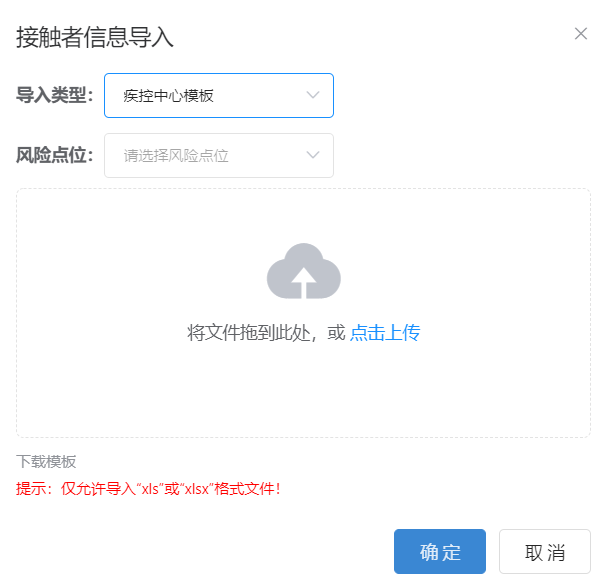 接触者信息导入
导入类型： 疾控中心模板
风险点位： 请选择风险点位
将文件拖到此处，或 点击上传
下载模板
提示：仅允许导入“xls”或“xlsx”格式文件！
确 定 取 消